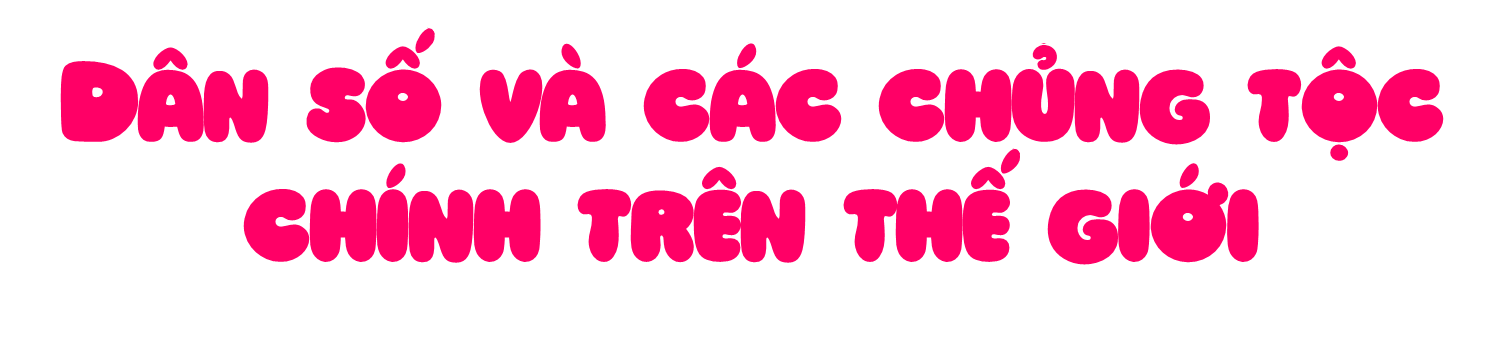 DÂN SỐ VÀ CÁC CHỦNG TỘC
CHÍNH TRÊN THẾ GIỚI